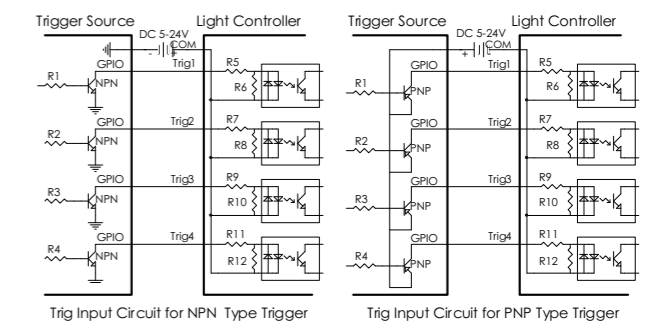 Trigger Source Light Controller
DC 5-24V
- + COM
GPIO Trig1 R5
R1 NPN R6
GPIO Trig2 R7
R2 NPN R8
GPIO Trig3 R9
R3 NPN R10
GPIO Trig4 R11
R4 NPN R12
Trig Input Circuit for NPN Type Trigger
Trigger Source Light Controller
DC 5-24V
+ - COM
GPIO Trig1 R5
R1 PNP R6
GPIO Trig2 R7
R2 PNP R8
GPIO Trig3 R9
R3 PNP R10
GPIO Trig4 R11
R4 PNP R12
Trig Input Circuit for PNP Type Trigger